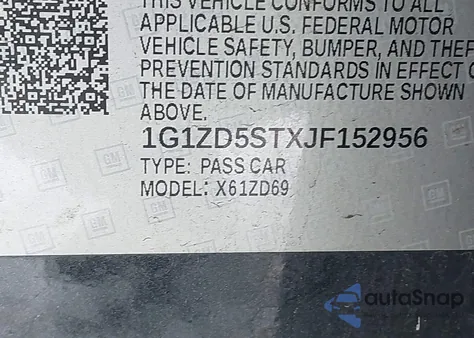 THIS VEHICLE CONFORMS TO ALL
APPLICABLE U.S. FEDERAL MOTOR
VEHICLE SAFETY, BUMPER, AND THEF
PREVENTION STANDARDS IN EFFECT O
THE DATE OF MANUFACTURE SHOWN
ABOVE.
1G1ZD5STXJF152956
TYPE: PASS CAR
MODEL: X61ZD69
GM
autoSnap